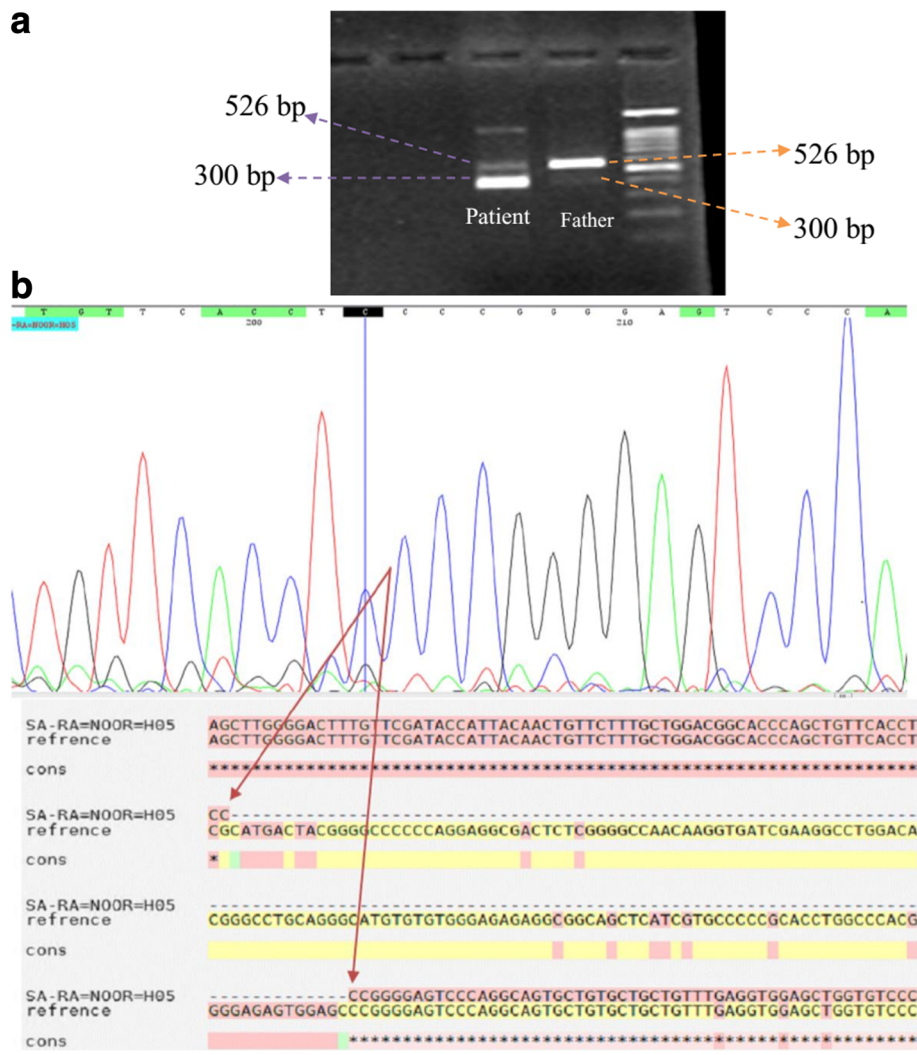 a
526 bp
300 bp
Patient
Father
526 bp
300 bp
b
T G T T C A C C T C C C C G G G G A G T C C C A
-RA=NOOR=H05 200 210
SA-RA=NOOR=H05 AGCTTGGGGACTTTGTTCGATACCATTACAACTGTTCTTTGCTGGACGGCACCCAGCTGTTCACCT
refrence AGCTTGGGGACTTTGTTCGATACCATTACAACTGTTCTTTGCTGGACGGCACCCAGCTGTTCACCT
cons ******************************************************************
SA-RA=NOOR=H05 CC----------------------------------------------------------------
refrence CGCATGACTACGGGGCCCCCCAGGAGGCGACTCTCGGGGCCAACAAGGTGATCGAAGGCCTGGACA
cons *
SA-RA=NOOR=H05 ------------------------------------------------------------------
refrence CGGGCCTGCAGGGCATGTGTGTGGGAGAGAGGCGGCAGCTCATCGTGCCCCCGCACCTGGCCCACG
cons
SA-RA=NOOR=H05 -------------CCGGGGAGTCCCAGGCAGTGCTGTGCTGCTGTTTGAGGTGGAGCTGGTGTCCC
refrence GGGAGAGTGGAGCCCGGGGAGTCCCAGGCAGTGCTGTGCTGCTGTTTGAGGTGGAGCTGGTGTCCC
cons *****************************************************